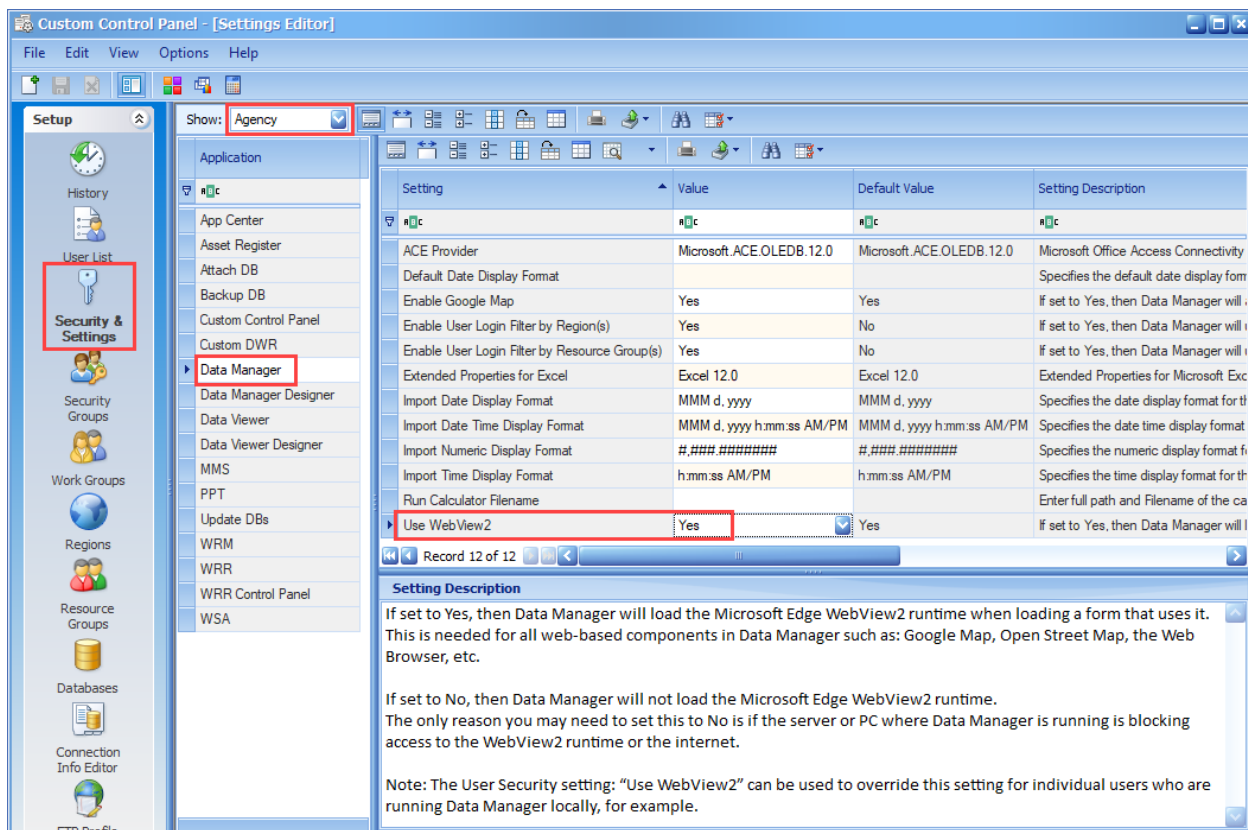 Custom Control Panel - [Settings Editor]
File Edit View Options Help
Setup
History
User List
Security &
Settings
Security
Groups
Work Groups
Regions
Resource
Groups
Databases
Connection
Info Editor
Show: Agency
Application
App Center
Asset Register
Attach DB
Backup DB
Custom Control Panel
Custom DWR
Data Manager
Data Manager Designer
Data Viewer
Data Viewer Designer
MMS
PPT
Update DBs
WRM
WRR
WRR Control Panel
WSA
Setting Value Default Value Setting Description
ACE Provider Microsoft.ACE.OLEDB.12.0 Microsoft.ACE.OLEDB.12.0 Microsoft Office Access Connectivity
Default Date Display Format Specifies the default date display form
Enable Google Map Yes Yes If set to Yes, then Data Manager will
Enable User Login Filter by Region(s) Yes No If set to Yes, then Data Manager will
Enable User Login Filter by Resource Group(s) Yes No If set to Yes, then Data Manager will
Extended Properties for Excel Excel 12.0 Excel 12.0 Extended Properties for Microsoft Exc
Import Date Display Format MMM d, yyyy MMM d, yyyy Specifies the date display format for th
Import Date Time Display Format MMM d, yyyy h:mm:ss AM/PM MMM d, yyyy h:mm:ss AM/PM Specifies the date time display format
Import Numeric Display Format #,###.####### #,###.####### Specifies the numeric display format f
Import Time Display Format h:mm:ss AM/PM h:mm:ss AM/PM Specifies the time display format for th
Run Calculator Filename Enter full path and Filename of the ca
Use WebView2 Yes Yes If set to Yes, then Data Manager will l
Record 12 of 12
Setting Description
If set to Yes, then Data Manager will load the Microsoft Edge WebView2 runtime when loading a form that uses it.
This is needed for all web-based components in Data Manager such as: Google Map, Open Street Map, the Web
Browser, etc.
If set to No, then Data Manager will not load the Microsoft Edge WebView2 runtime.
The only reason you may need to set this to No is if the server or PC where Data Manager is running is blocking
access to the WebView2 runtime or the internet.
Note: The User Security setting: “Use WebView2” can be used to override this setting for individual users who are
running Data Manager locally, for example.